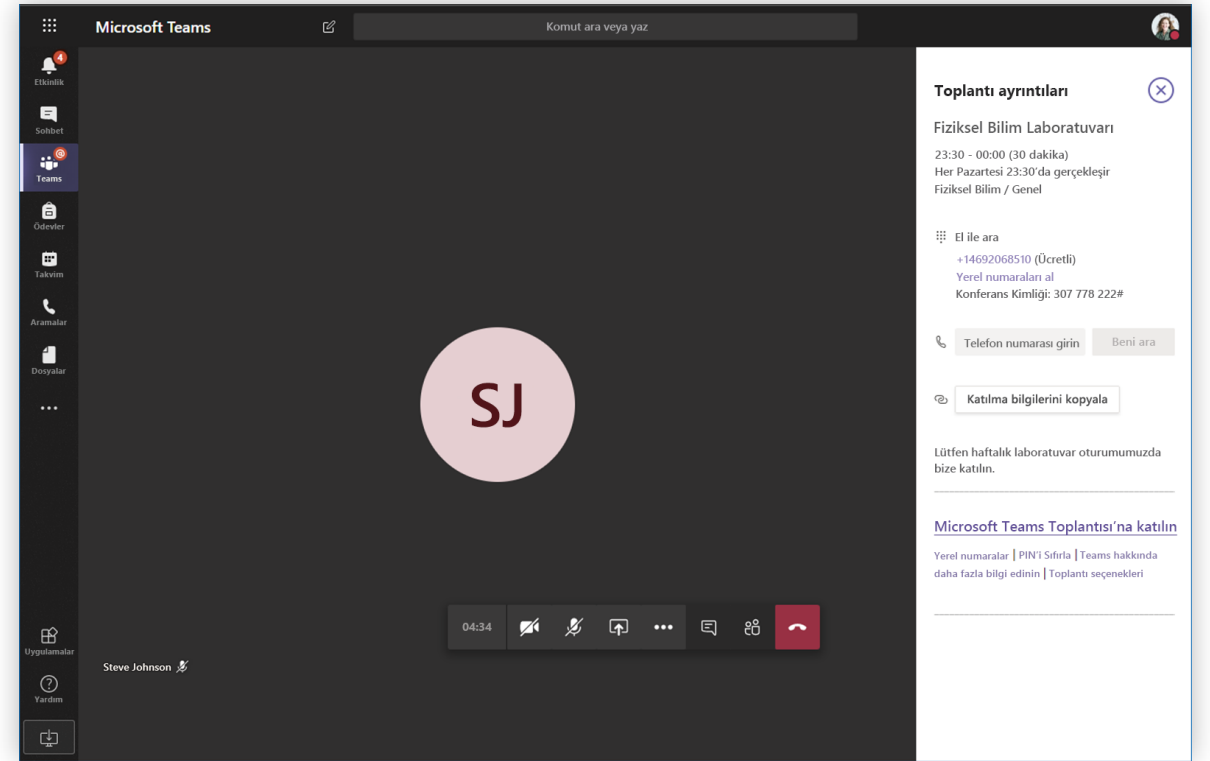 Microsoft Teams
Komut ara veya yaz
4
Etkinlik
Sohbet
@
Teams
Ödevler
Takvim
Aramalar
Dosyalar
Uygulamalar
Yardım
SJ
04:34
Steve Johnson
Toplantı ayrıntıları
Fiziksel Bilim Laboratuvarı
23:30 - 00:00 (30 dakika)
Her Pazartesi 23:30'da gerçekleşir
Fiziksel Bilim / Genel
El ile ara
+14692068510 (Ücretli)
Yerel numaraları al
Konferans Kimliği: 307 778 222#
Telefon numarası girin Beni ara
Katılma bilgilerini kopyala
Lütfen haftalık laboratuvar oturumumuzda
bize katılın.
Microsoft Teams Toplantısı'na katılın
Yerel numaralar | PIN'i Sıfırla | Teams hakkında
daha fazla bilgi edinin | Toplantı seçenekleri